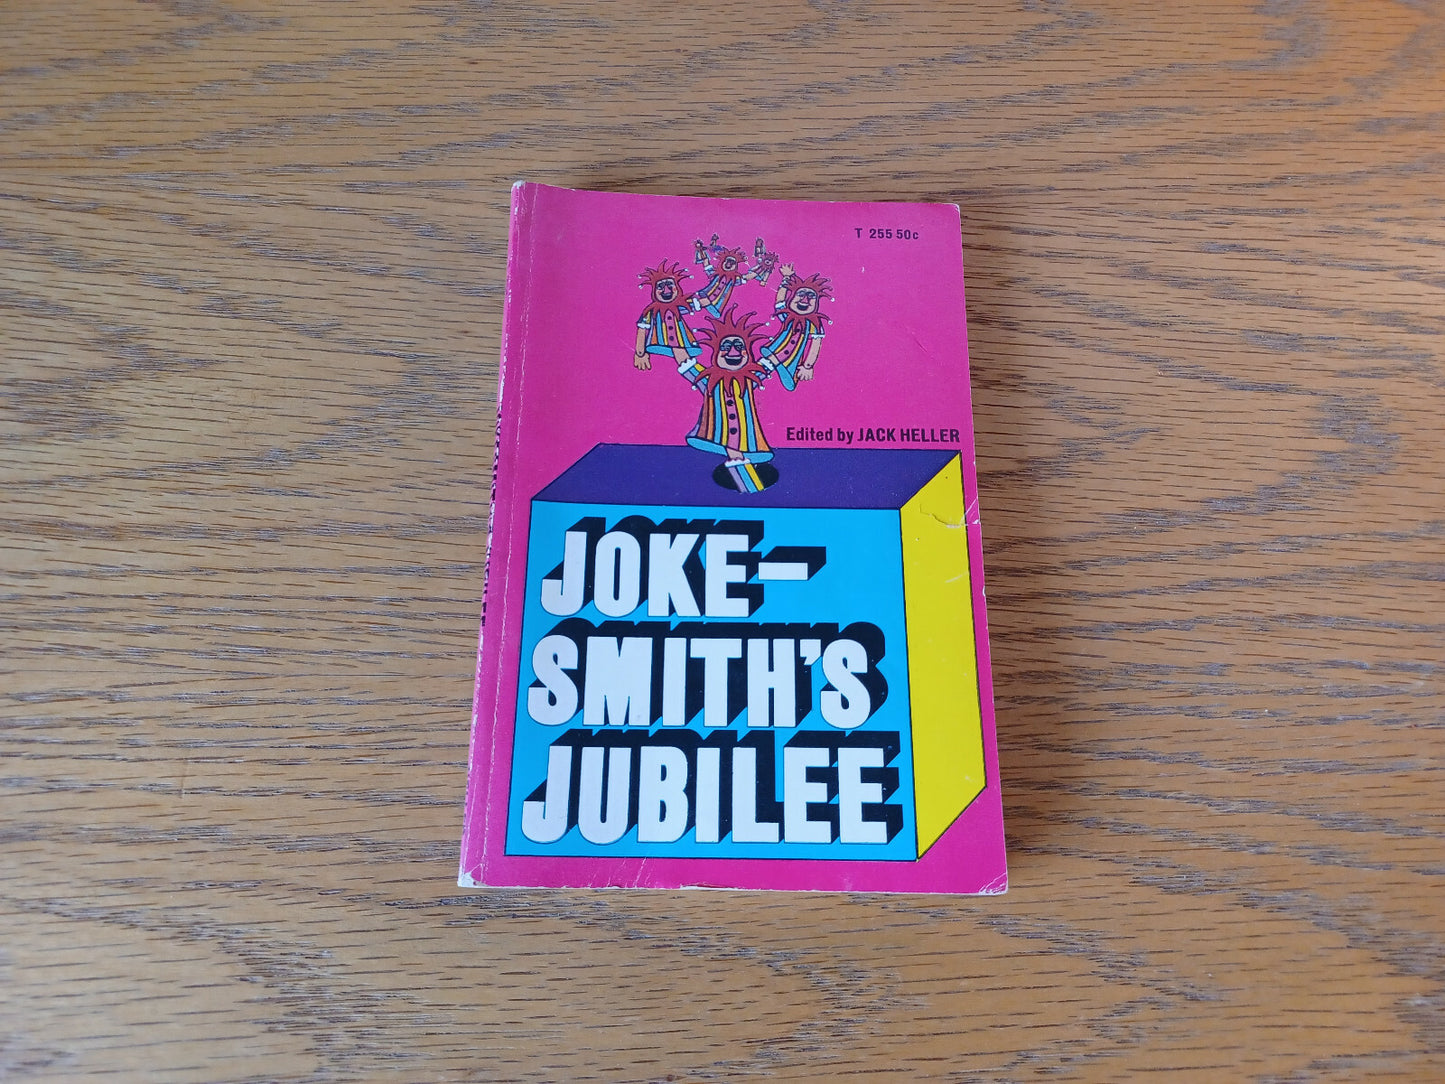 T 255 50c
Edited by JACK HELLER
JOKE-
SMITH'S
JUBILEE